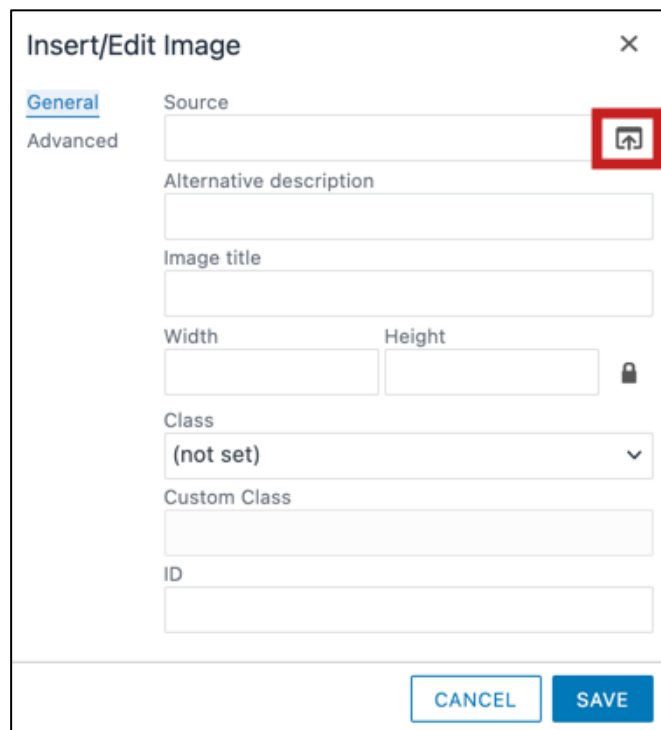 Insert/Edit Image
General
Source
Advanced
Alternative description
Image title
Width Height
Class
(not set)
Custom Class
ID
CANCEL SAVE